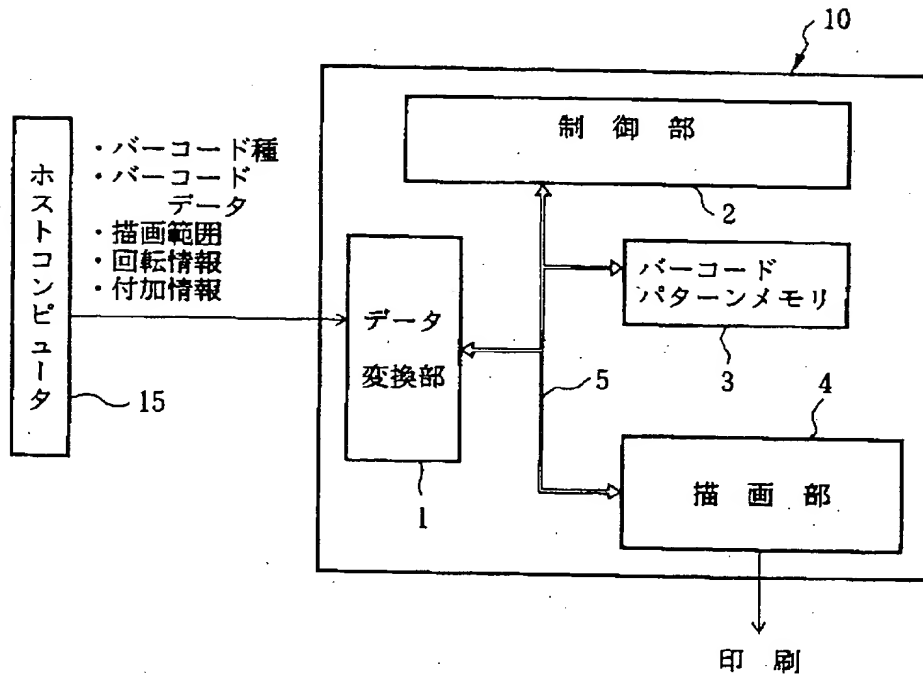 10
制御部
2
ホストコンピュータ
15
・バーコード種
・バーコード
データ
・描画範囲
・回転情報
・付加情報
データ
変換部
1
バーコード
パターンメモリ
3
5
4
描画部
印刷